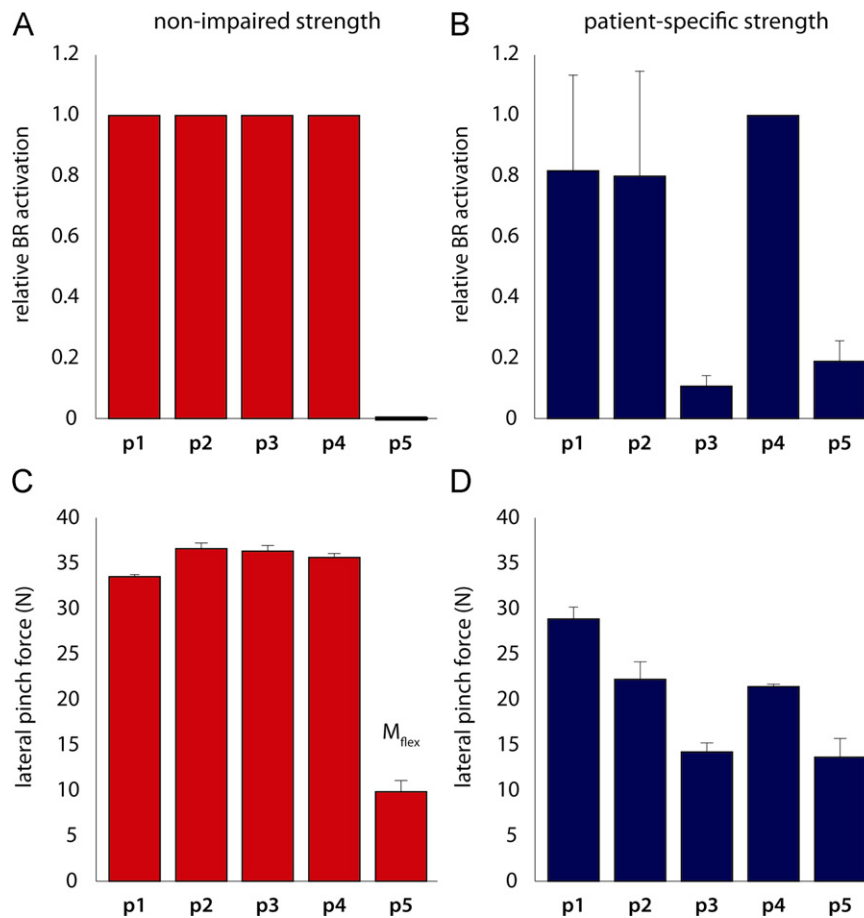 A non-impaired strength
1.2
1.0
0.8
0.6
0.4
0.2
0
relative BR activation
p1 p2 p3 p4 p5
B patient-specific strength
1.2
1.0
0.8
0.6
0.4
0.2
0
relative BR activation
p1 p2 p3 p4 p5
C
40
35
30
25
20
15
10
5
0
lateral pinch force (N)
Mflex
p1 p2 p3 p4 p5
D
40
35
30
25
20
15
10
5
0
lateral pinch force (N)
p1 p2 p3 p4 p5